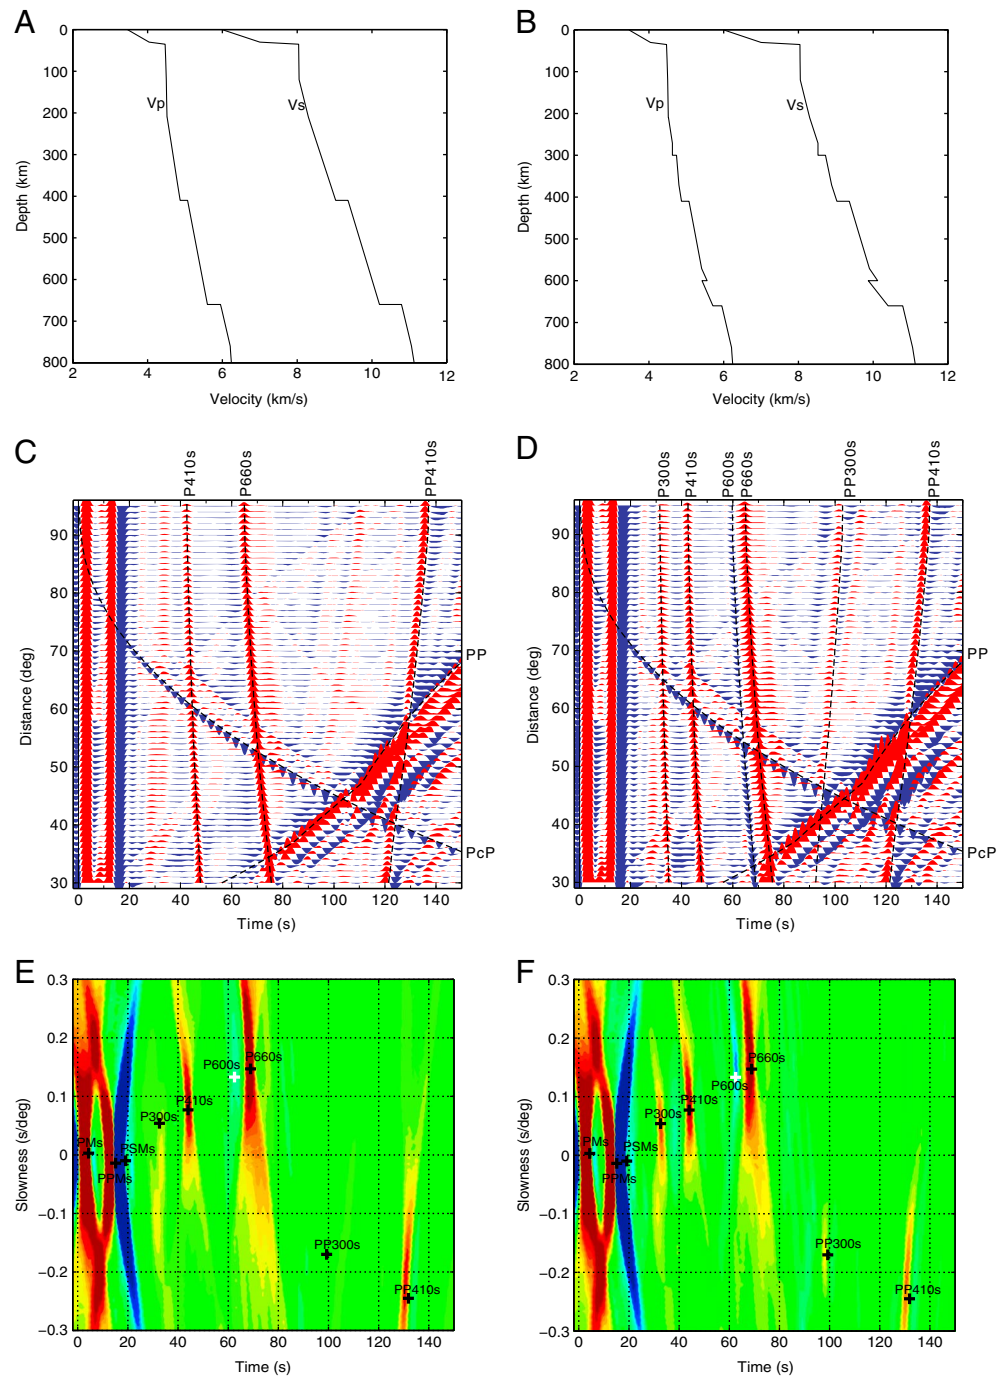 A
B
0
100
200
300
400
500
600
700
800
Depth (km)
Vp
Vs
2
4
6
8
10
12
Velocity (km/s)
0
100
200
300
400
500
600
700
800
Depth (km)
Vp
Vs
2
4
6
8
10
12
Velocity (km/s)
C
P410s
P660s
PP410s
90
80
70
60
50
40
30
Distance (deg)
PP
PcP
0
20
40
60
80
100
120
140
Time (s)
D
P300s
P410s
P600s
P660s
PP300s
PP410s
90
80
70
60
50
40
30
Distance (deg)
PP
PcP
0
20
40
60
80
100
120
140
Time (s)
E
0.3
0.2
0.1
0
−0.1
−0.2
−0.3
Slowness (s/deg)
P600s
P660s
P410s
P300s
PMs
PSMs
PPMs
PP300s
PP410s
0
20
40
60
80
100
120
140
Time (s)
F
0.3
0.2
0.1
0
−0.1
−0.2
−0.3
Slowness (s/deg)
P660s
P600s
P410s
P300s
PMs
PSMs
PPMs
PP300s
PP410s
0
20
40
60
80
100
120
140
Time (s)